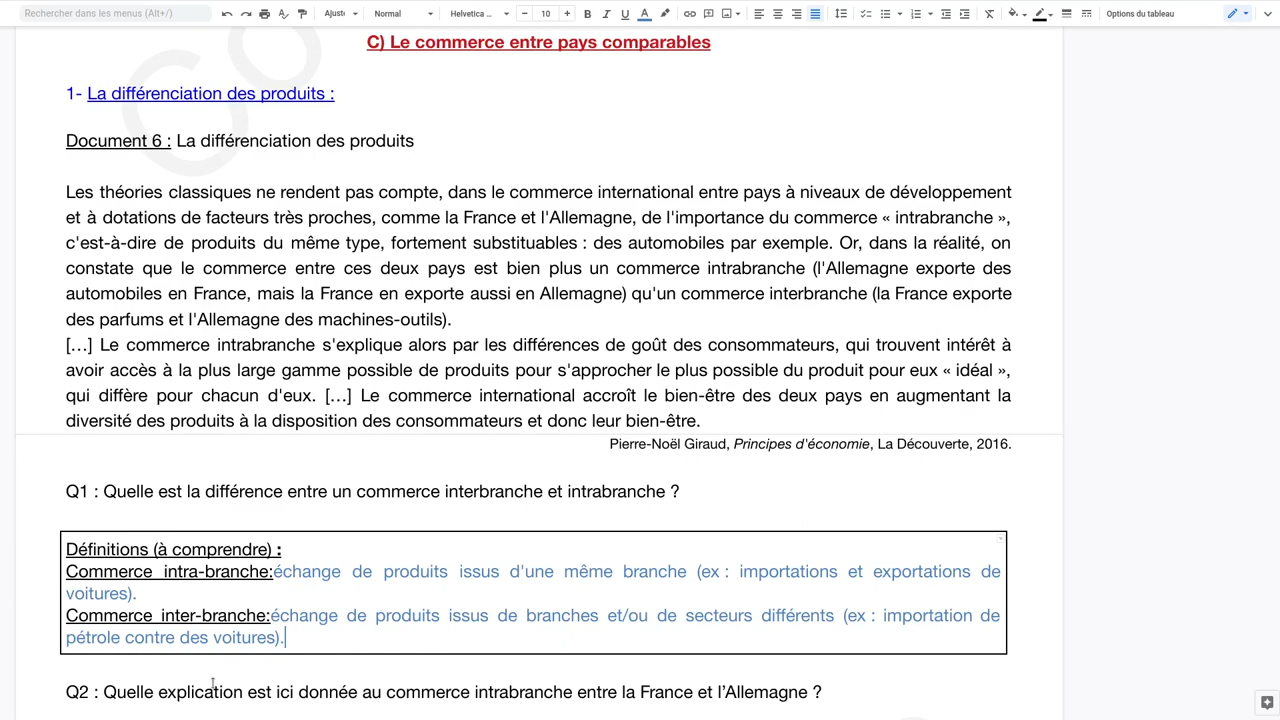 Rechercher dans les menus (Alt+/)
Ajuste
Normal
Helvetica ...
10
B I U A
Options du tableau
C) Le commerce entre pays comparables
1- La différenciation des produits :
Document 6 : La différenciation des produits
Les théories classiques ne rendent pas compte, dans le commerce international entre pays à niveaux de développement
et à dotations de facteurs très proches, comme la France et l'Allemagne, de l'importance du commerce « intrabranche »,
c'est-à-dire de produits du même type, fortement substituables : des automobiles par exemple. Or, dans la réalité, on
constate que le commerce entre ces deux pays est bien plus un commerce intrabranche (l'Allemagne exporte des
automobiles en France, mais la France en exporte aussi en Allemagne) qu'un commerce interbranche (la France exporte
des parfums et l'Allemagne des machines-outils).
[…] Le commerce intrabranche s'explique alors par les différences de goût des consommateurs, qui trouvent intérêt à
avoir accès à la plus large gamme possible de produits pour s'approcher le plus possible du produit pour eux « idéal »,
qui diffère pour chacun d'eux. […] Le commerce international accroît le bien-être des deux pays en augmentant la
diversité des produits à la disposition des consommateurs et donc leur bien-être.
Pierre-Noël Giraud, Principes d'économie, La Découverte, 2016.
Q1 : Quelle est la différence entre un commerce interbranche et intrabranche ?
Définitions (à comprendre) :
Commerce intra-branche:échange de produits issus d'une même branche (ex : importations et exportations de
voitures).
Commerce inter-branche:échange de produits issus de branches et/ou de secteurs différents (ex : importation de
pétrole contre des voitures).
Q2 : Quelle explication est ici donnée au commerce intrabranche entre la France et l'Allemagne ?